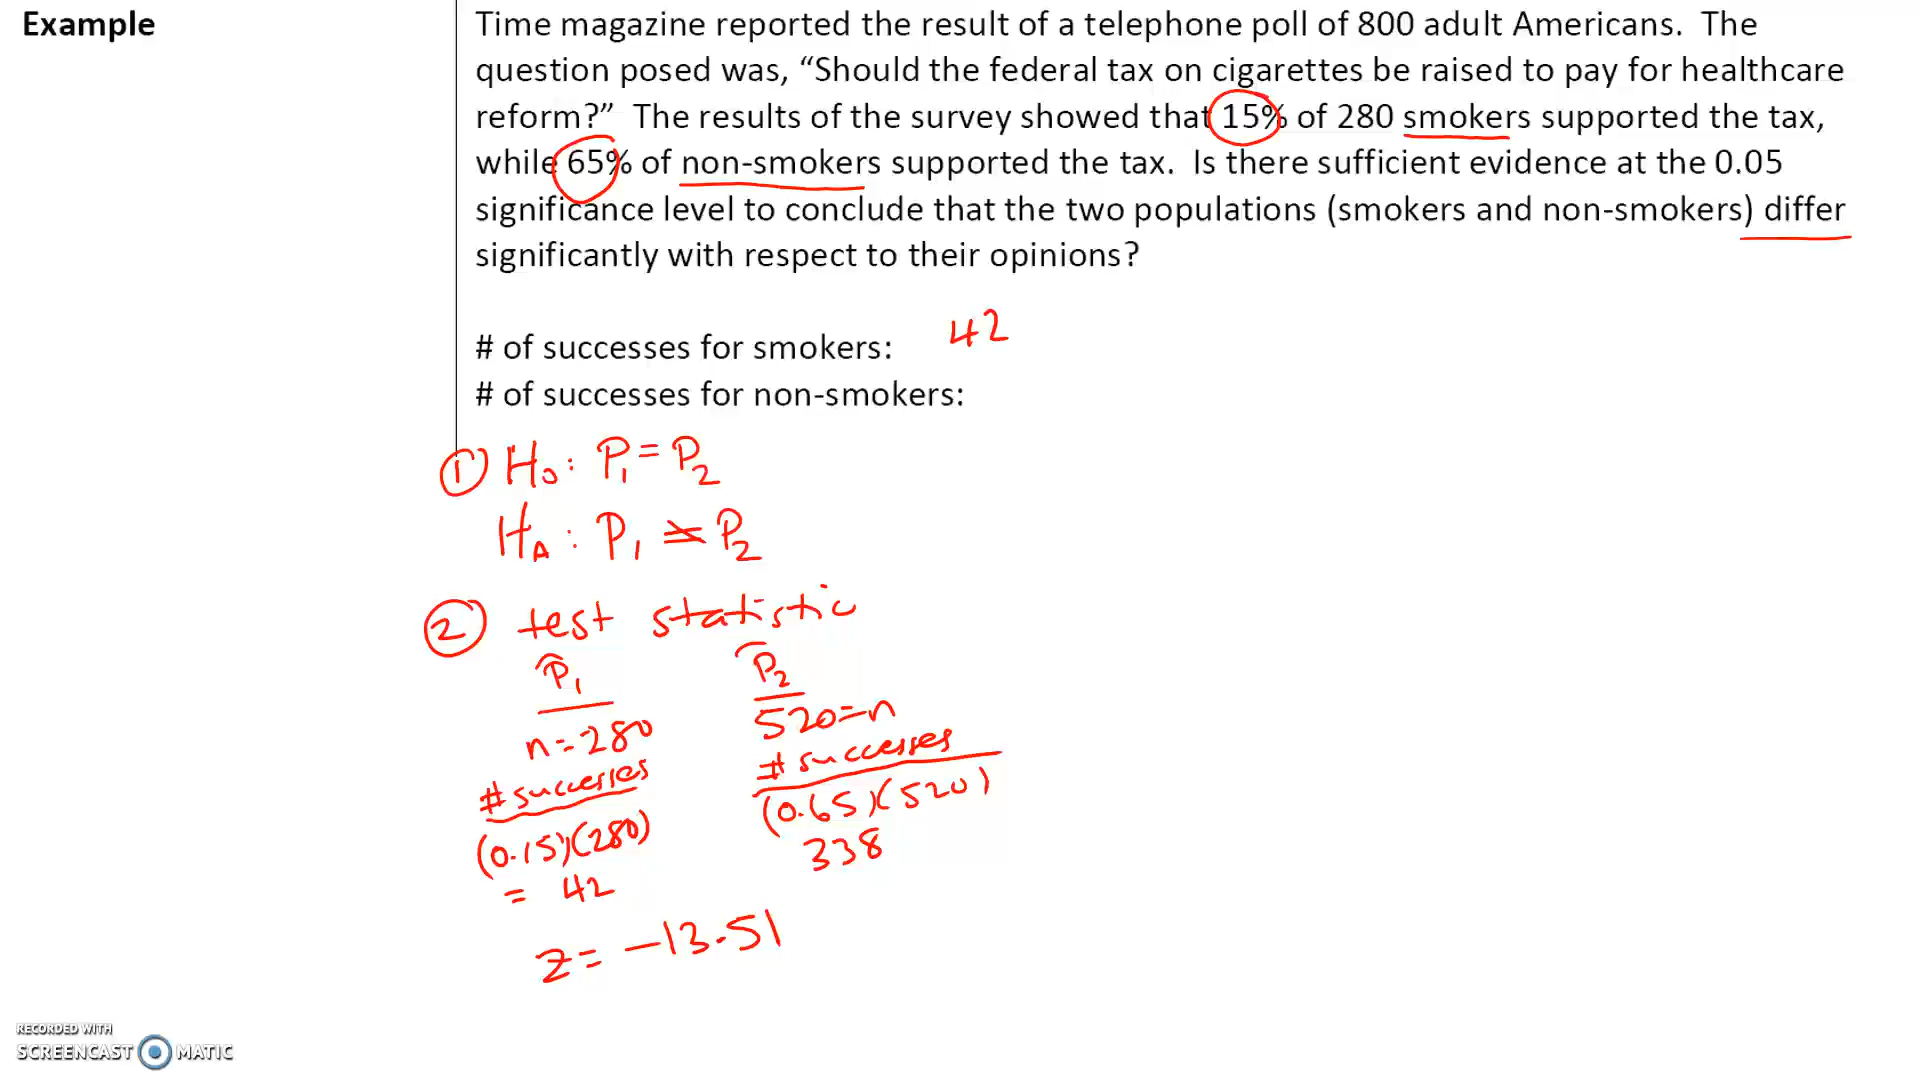 Example
Time magazine reported the result of a telephone poll of 800 adult Americans. The
question posed was, “Should the federal tax on cigarettes be raised to pay for healthcare
reform?” The results of the survey showed that 15% of 280 smokers supported the tax,
while 65% of non-smokers supported the tax. Is there sufficient evidence at the 0.05
significance level to conclude that the two populations (smokers and non-smokers) differ
significantly with respect to their opinions?
# of successes for smokers: 42
# of successes for non-smokers:
① H₀: P₁ = P₂
H_A: P₁ ≠ P₂
② test statistic
P̂₁ P̂₂
n=280 520=n
# successes # successes
(0.15)(280) (0.65)(520)
= 42 338
z = -13.51
RECORDED WITH
SCREENCAST MATIC